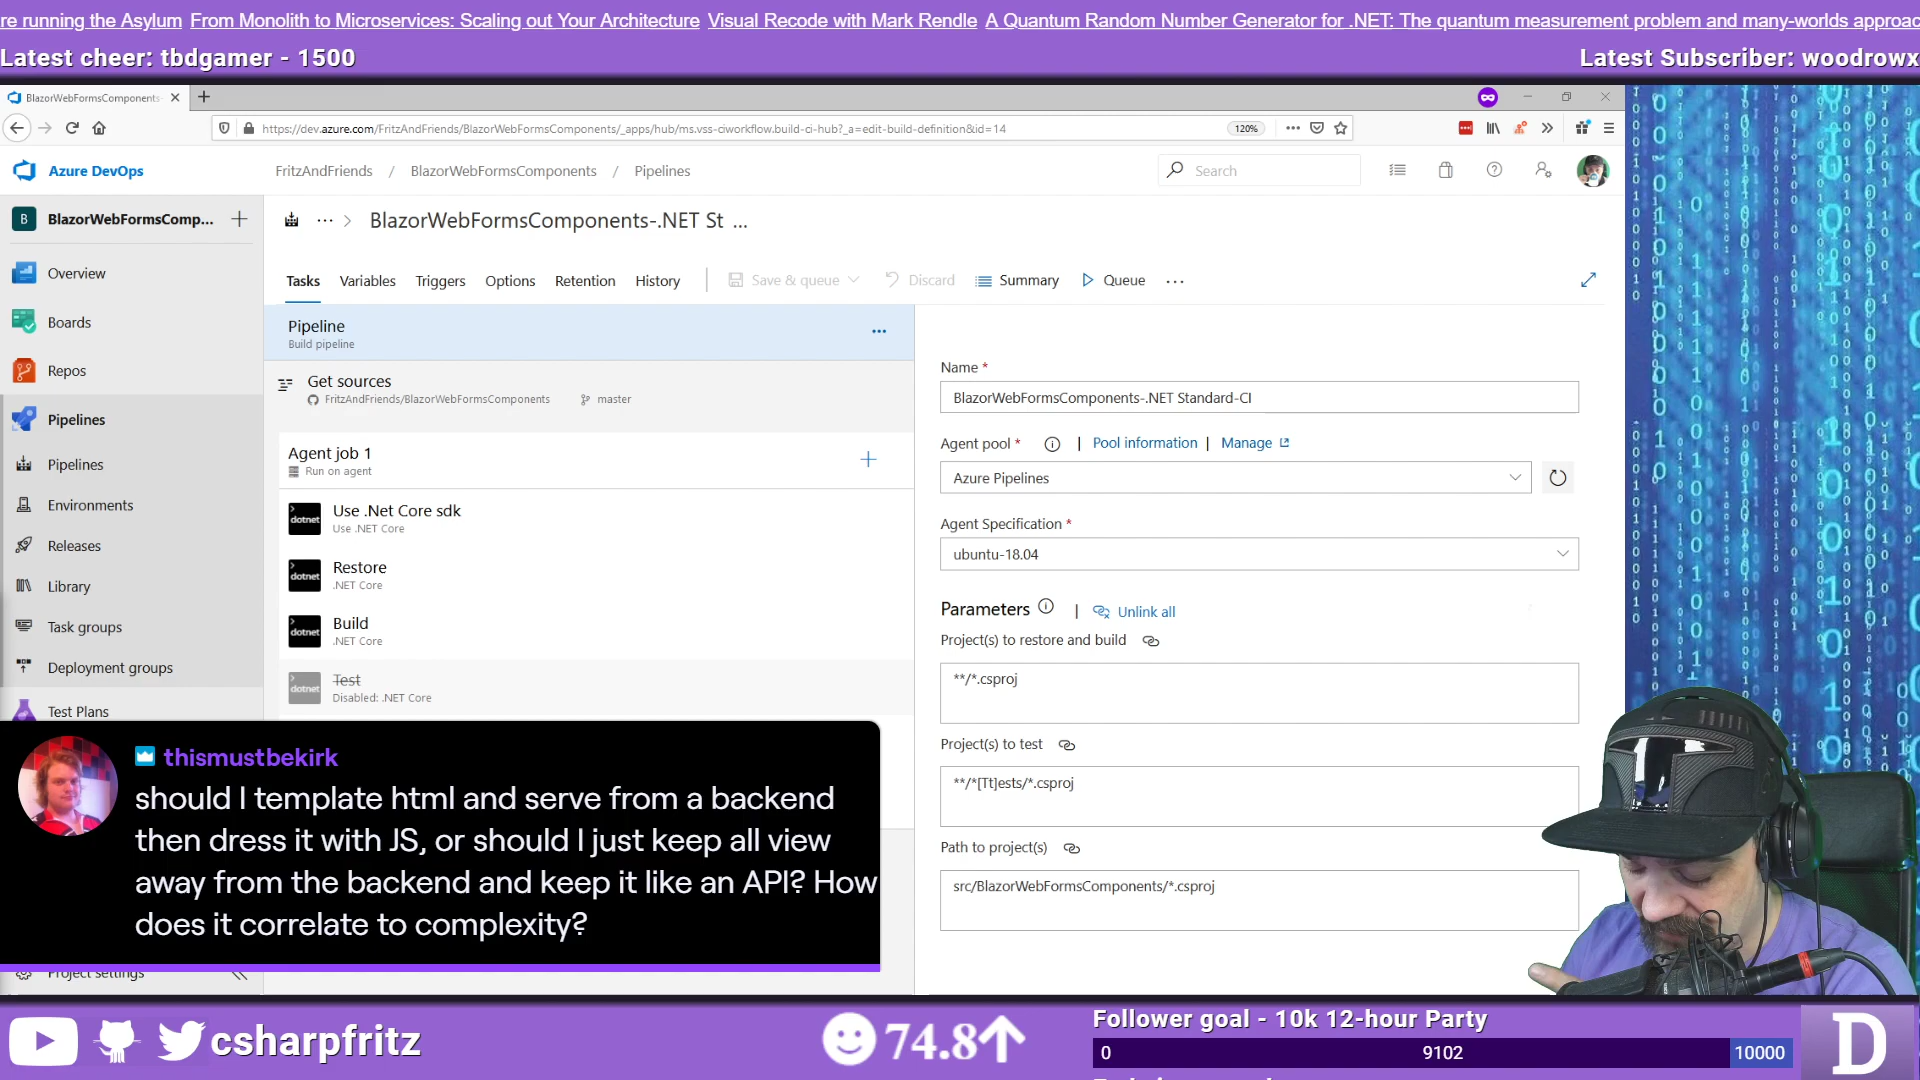 re running the Asylum From Monolith to Microservices: Scaling out Your Architecture Visual Recode with Mark Rendle A Quantum Random Number Generator for .NET: The quantum measurement problem and many-worlds approac
Latest cheer: tbdgamer - 1500
Latest Subscriber: woodrowx
BlazorWebFormsComponents-
https://dev.azure.com/FritzAndFriends/BlazorWebFormsComponents/_apps/hub/ms.vss-ciworkflow.build-ci-hub?_a=edit-build-definition&id=14
120%
Azure DevOps
FritzAndFriends / BlazorWebFormsComponents / Pipelines
Search
B BlazorWebFormsComp...
BlazorWebFormsComponents-.NET St ...
Overview
Boards
Repos
Pipelines
Pipelines
Environments
Releases
Library
Task groups
Deployment groups
Test Plans
Project settings
Tasks Variables Triggers Options Retention History | Save & queue Discard Summary Queue ...
Pipeline
Build pipeline
Get sources
FritzAndFriends/BlazorWebFormsComponents master
Agent job 1
Run on agent
dotnet Use .Net Core sdk
Use .NET Core
dotnet Restore
.NET Core
dotnet Build
.NET Core
dotnet Test
Disabled: .NET Core
Name *
BlazorWebFormsComponents-.NET Standard-CI
Agent pool * | Pool information | Manage
Azure Pipelines
Agent Specification *
ubuntu-18.04
Parameters | Unlink all
Project(s) to restore and build
**/*.csproj
Project(s) to test
**/*[Tt]ests/*.csproj
Path to project(s)
src/BlazorWebFormsComponents/*.csproj
thismustbekirk
should I template html and serve from a backend
then dress it with JS, or should I just keep all view
away from the backend and keep it like an API? How
does it correlate to complexity?
csharpfritz
74.8
Follower goal - 10k 12-hour Party
0 9102 10000
D